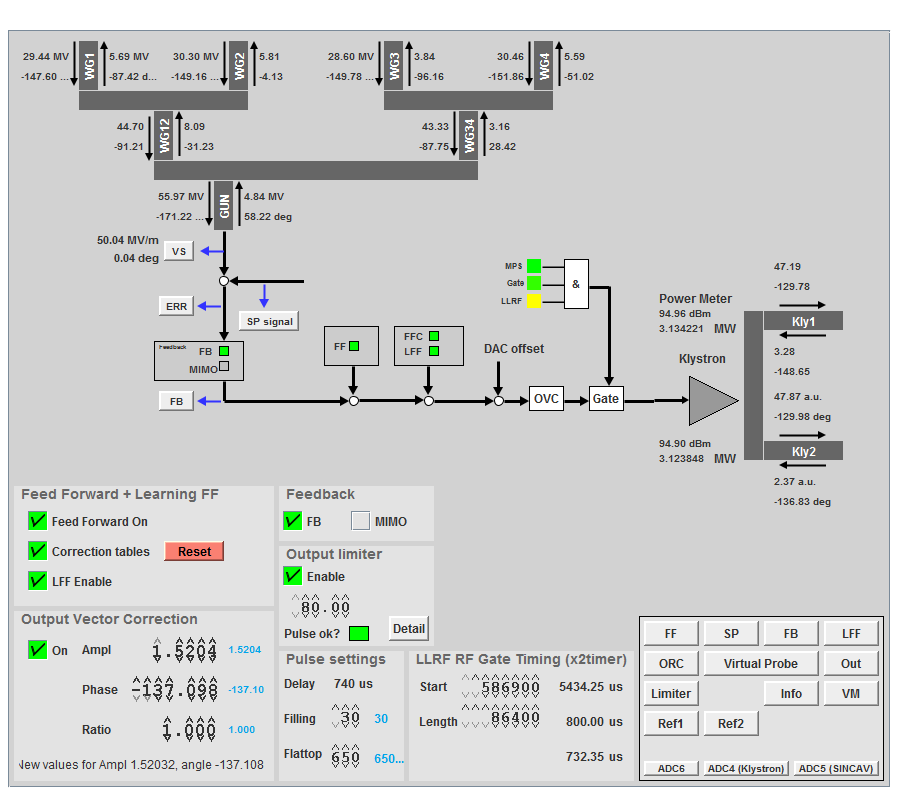 29.44 MV WG1 5.69 MV 30.30 MV WG2 5.81 28.60 MV WG3 3.84 30.46 WG4 5.59
-147.60 ... -87.42 d... -149.16 ... -4.13 -149.78 ... -96.16 -151.86... -51.02
44.70 WG12 8.09 43.33 WG34 3.16
-91.21 -31.23 -87.75 28.42
55.97 MV GUN 4.84 MV
-171.22 ... 58.22 deg
50.04 MV/m VS
0.04 deg
ERR
SP signal
Feedback
FB
MIMO
FB
FF
FFC
LFF
DAC offset
MPS
Gate
LLRF
&
OVC
Gate
Power Meter
94.96 dBm
3.134221 MW
Klystron
94.90 dBm
3.123848 MW
47.19
-129.78
Kly1
3.28
-148.65
47.87 a.u.
-129.98 deg
Kly2
2.37 a.u.
-136.83 deg
Feed Forward + Learning FF
Feed Forward On
Correction tables Reset
LFF Enable
Output Vector Correction
On Ampl 1.5204 1.5204
Phase -137.098 -137.10
Ratio 1.000 1.000
New values for Ampl 1.52032, angle -137.108
Feedback
FB MIMO
Output limiter
Enable
80.00
Pulse ok? Detail
Pulse settings
Delay 740 us
Filling 30 30
Flattop 650 650...
LLRF RF Gate Timing (x2timer)
Start 586900 5434.25 us
Length 86400 800.00 us
732.35 us
FF SP FB LFF
ORC Virtual Probe Out
Limiter Info VM
Ref1 Ref2
ADC6 ADC4 (Klystron) ADC5 (SINCAV)